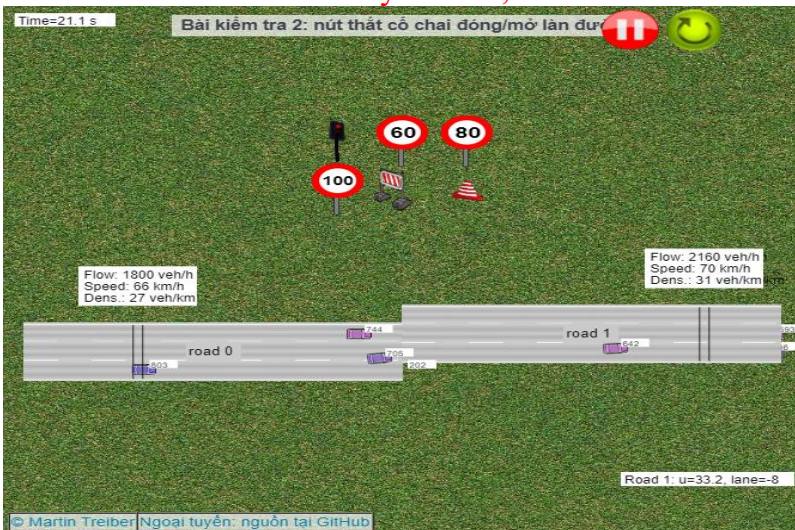 Time=21.1 s
Bài kiểm tra 2: nút thắt cổ chai đóng/mở làn đư
60
80
100
Flow: 2160 veh/h
Speed: 70 km/h
Dens.: 31 veh/km
Flow: 1800 veh/h
Speed: 66 km/h
Dens.: 27 veh/km
744
road 1
642
road 0
705
202
803
Road 1: u=33.2, lane=-8
© Martin Treiber
Ngoại tuyến: nguồn tại GitHub